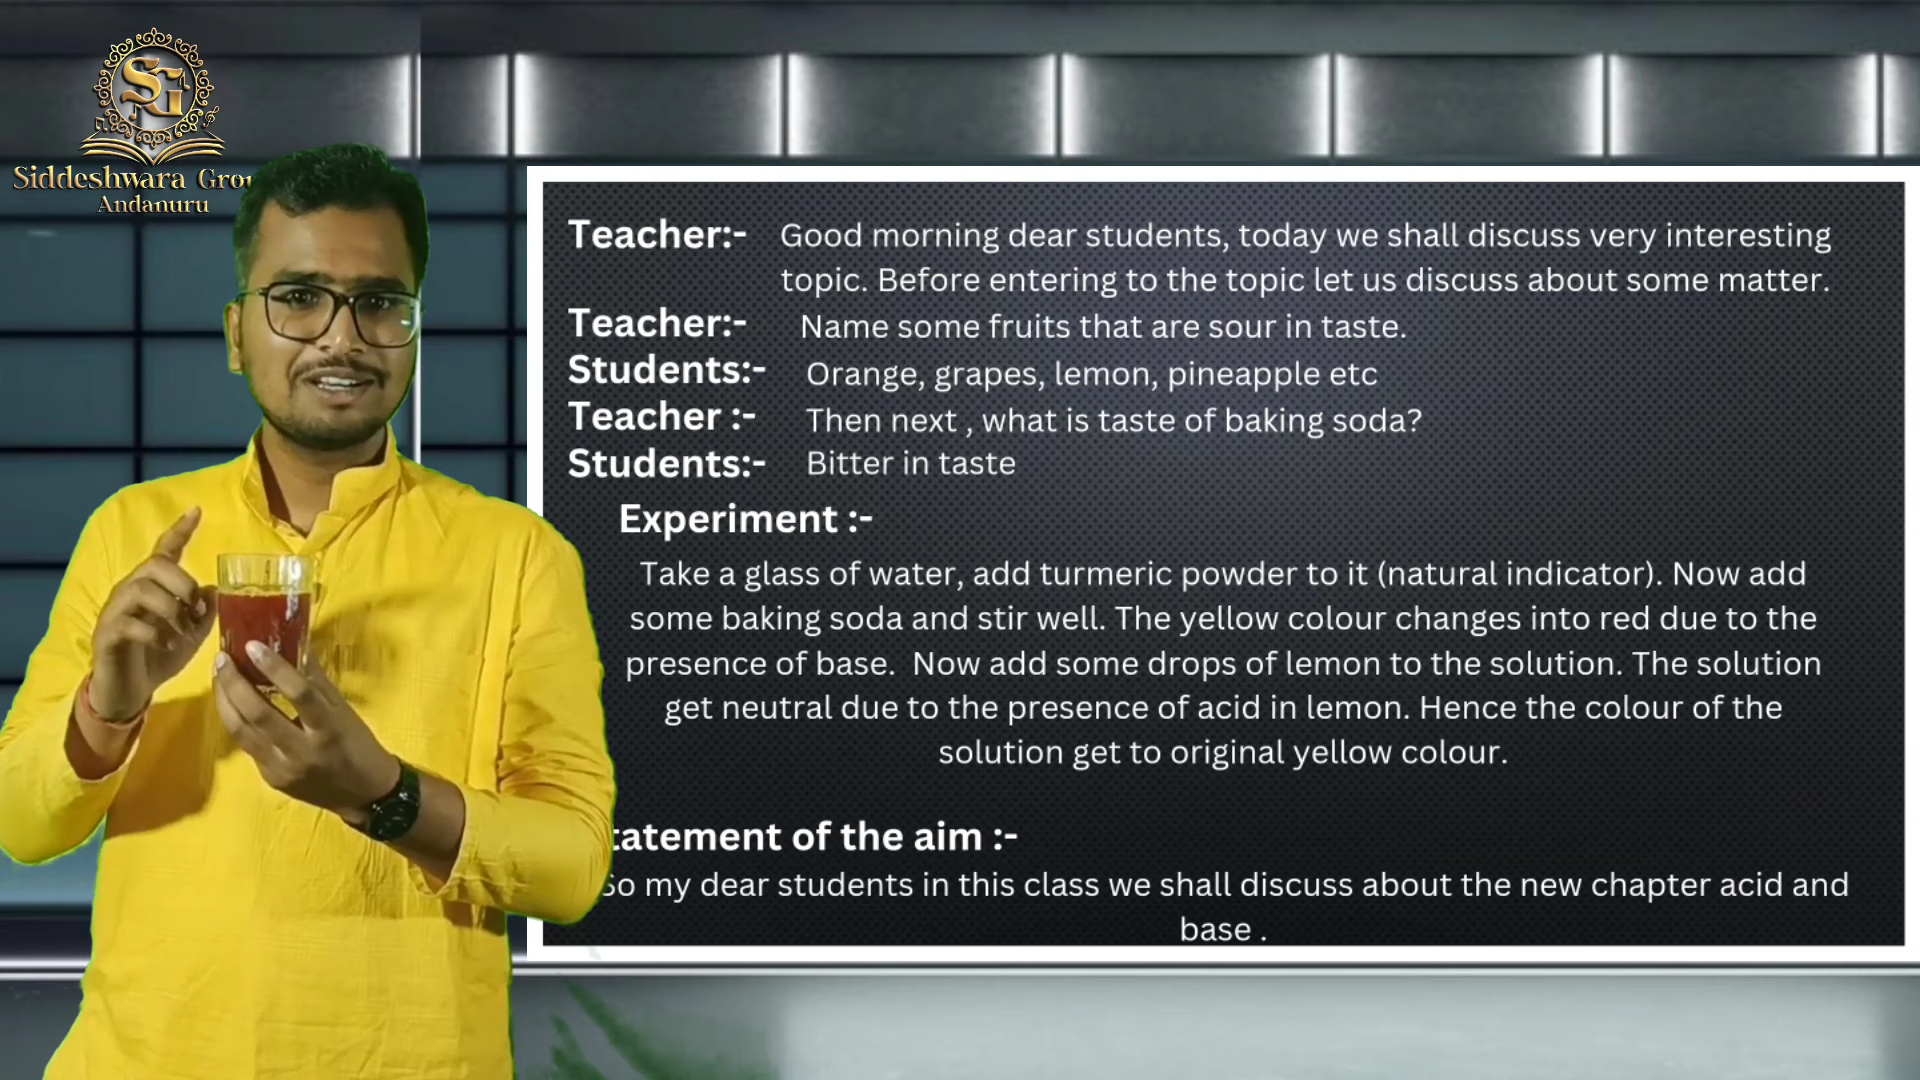 SG
Siddeshwara
Andanuru
Teacher:- Good morning dear students, today we shall discuss very interesting
topic. Before entering to the topic let us discuss about some matter.
Teacher:- Name some fruits that are sour in taste.
Students:- Orange, grapes, lemon, pineapple etc
Teacher :- Then next , what is taste of baking soda?
Students:- Bitter in taste
Experiment :-
Take a glass of water, add turmeric powder to it (natural indicator). Now add
some baking soda and stir well. The yellow colour changes into red due to the
presence of base. Now add some drops of lemon to the solution. The solution
get neutral due to the presence of acid in lemon. Hence the colour of the
solution get to original yellow colour.
tatement of the aim :-
So my dear students in this class we shall discuss about the new chapter acid and
base .